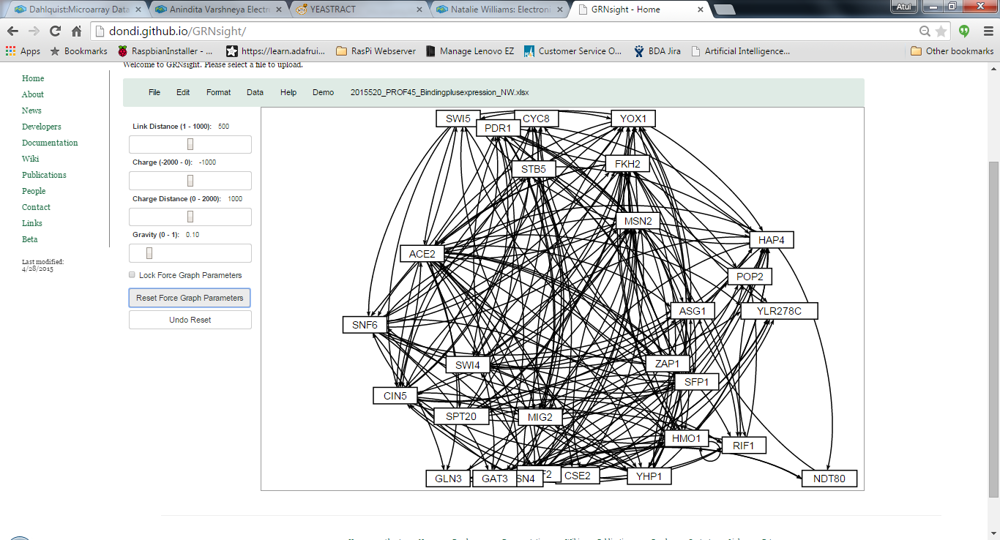 Dahlquist:Microarray Data
Anindita Varshneya Electr
YEASTRACT
Natalie Williams: Electroni
GRNsight - Home
Atul
dondi.github.io/GRNsight/
Apps
Bookmarks
RaspbianInstaller - ...
https://learn.adafrui...
RasPi Webserver
Manage Lenovo EZ
Customer Service O...
BDA Jira
Artificial Intelligence...
Other bookmarks
Welcome to GRNsight. Please select a file to upload.
Home
About
News
Developers
Documentation
Wiki
Publications
People
Contact
Links
Beta
Last modified:
4/28/2015
File Edit Format Data Help Demo 2015520_PROF45_Bindingplusexpression_NW.xlsx
Link Distance (1 - 1000): 500
Charge (-2000 - 0): -1000
Charge Distance (0 - 2000): 1000
Gravity (0 - 1): 0.10
Lock Force Graph Parameters
Reset Force Graph Parameters
Undo Reset
SWI5
CYC8
YOX1
PDR1
FKH2
STB5
MSN2
HAP4
ACE2
POP2
ASG1
YLR278C
SNF6
ZAP1
SWI4
SFP1
CIN5
SPT20
MIG2
HMO1
RIF1
GLN3
GAT3
SN4
F2
CSE2
YHP1
NDT80